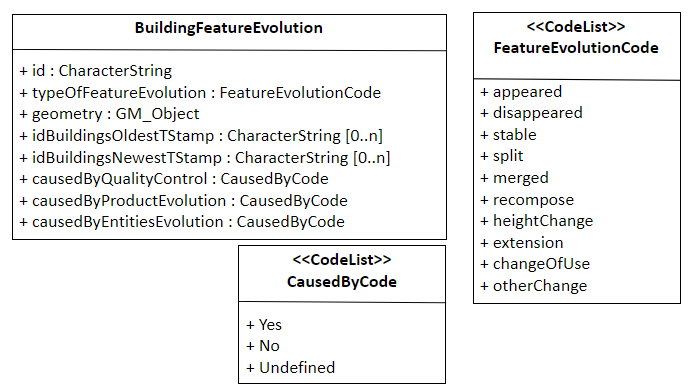 BuildingFeatureEvolution
+ id : CharacterString
+ typeOfFeatureEvolution : FeatureEvolutionCode
+ geometry : GM_Object
+ idBuildingsOldestTStamp : CharacterString [0..n]
+ idBuildingsNewestTStamp : CharacterString [0..n]
+ causedByQualityControl : CausedByCode
+ causedByProductEvolution : CausedByCode
+ causedByEntitiesEvolution : CausedByCode
<<CodeList>>
FeatureEvolutionCode
+ appeared
+ disappeared
+ stable
+ split
+ merged
+ recompose
+ heightChange
+ extension
+ changeOfUse
+ otherChange
<<CodeList>>
CausedByCode
+ Yes
+ No
+ Undefined